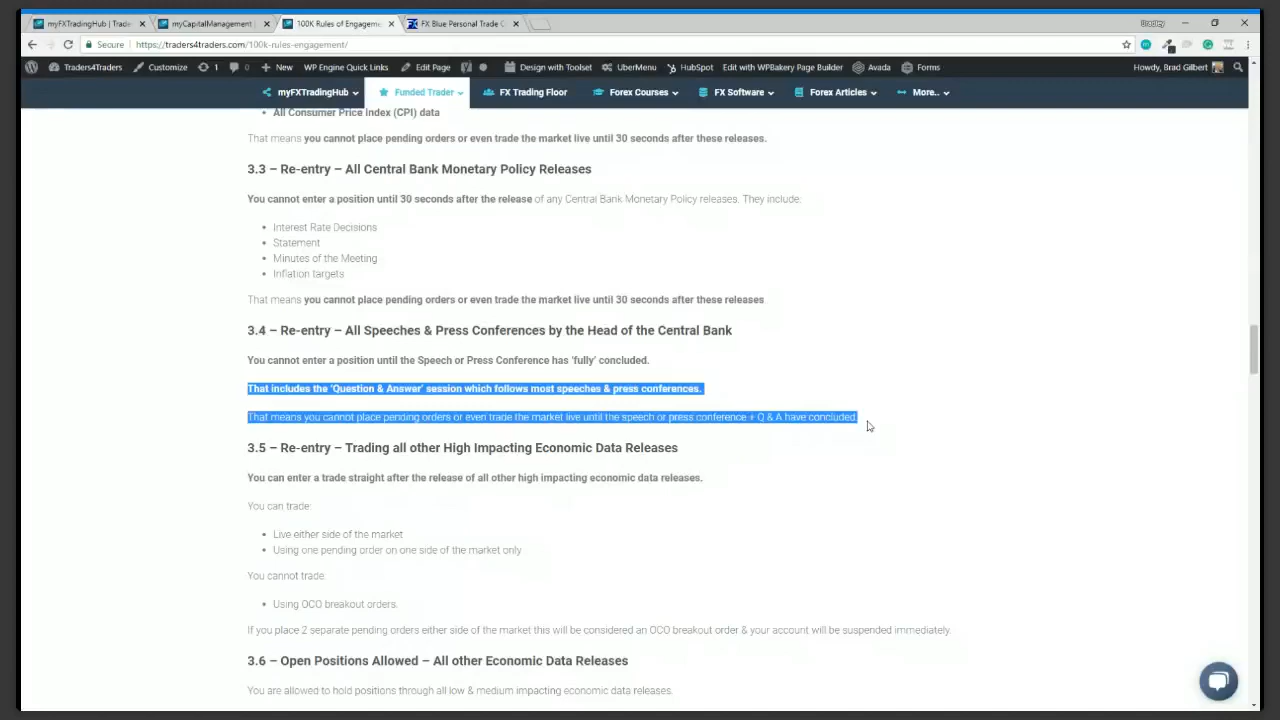 myFXTradingHub | Trade
myCapitalManagement |
100K Rules of Engageme
FX Blue Personal Trade C
Bradley
Secure
https://traders4traders.com/100k-rules-engagement/
Traders4Traders
Customize
1
0
New
WP Engine Quick Links
Edit Page
Design with Toolset
UberMenu
HubSpot
Edit with WPBakery Page Builder
Avada
Forms
Howdy, Brad Gilbert
myFXTradingHub
Funded Trader
FX Trading Floor
Forex Courses
FX Software
Forex Articles
More..
• All Consumer Price Index (CPI) data
That means you cannot place pending orders or even trade the market live until 30 seconds after these releases.
3.3 – Re-entry – All Central Bank Monetary Policy Releases
You cannot enter a position until 30 seconds after the release of any Central Bank Monetary Policy releases. They include:
• Interest Rate Decisions
• Statement
• Minutes of the Meeting
• Inflation targets
That means you cannot place pending orders or even trade the market live until 30 seconds after these releases
3.4 – Re-entry – All Speeches & Press Conferences by the Head of the Central Bank
You cannot enter a position until the Speech or Press Conference has 'fully' concluded.
That includes the 'Question & Answer' session which follows most speeches & press conferences.
That means you cannot place pending orders or even trade the market live until the speech or press conference + Q & A have concluded.
3.5 – Re-entry – Trading all other High Impacting Economic Data Releases
You can enter a trade straight after the release of all other high impacting economic data releases.
You can trade:
• Live either side of the market
• Using one pending order on one side of the market only
You cannot trade:
• Using OCO breakout orders.
If you place 2 separate pending orders either side of the market this will be considered an OCO breakout order & your account will be suspended immediately.
3.6 – Open Positions Allowed – All other Economic Data Releases
You are allowed to hold positions through all low & medium impacting economic data releases.